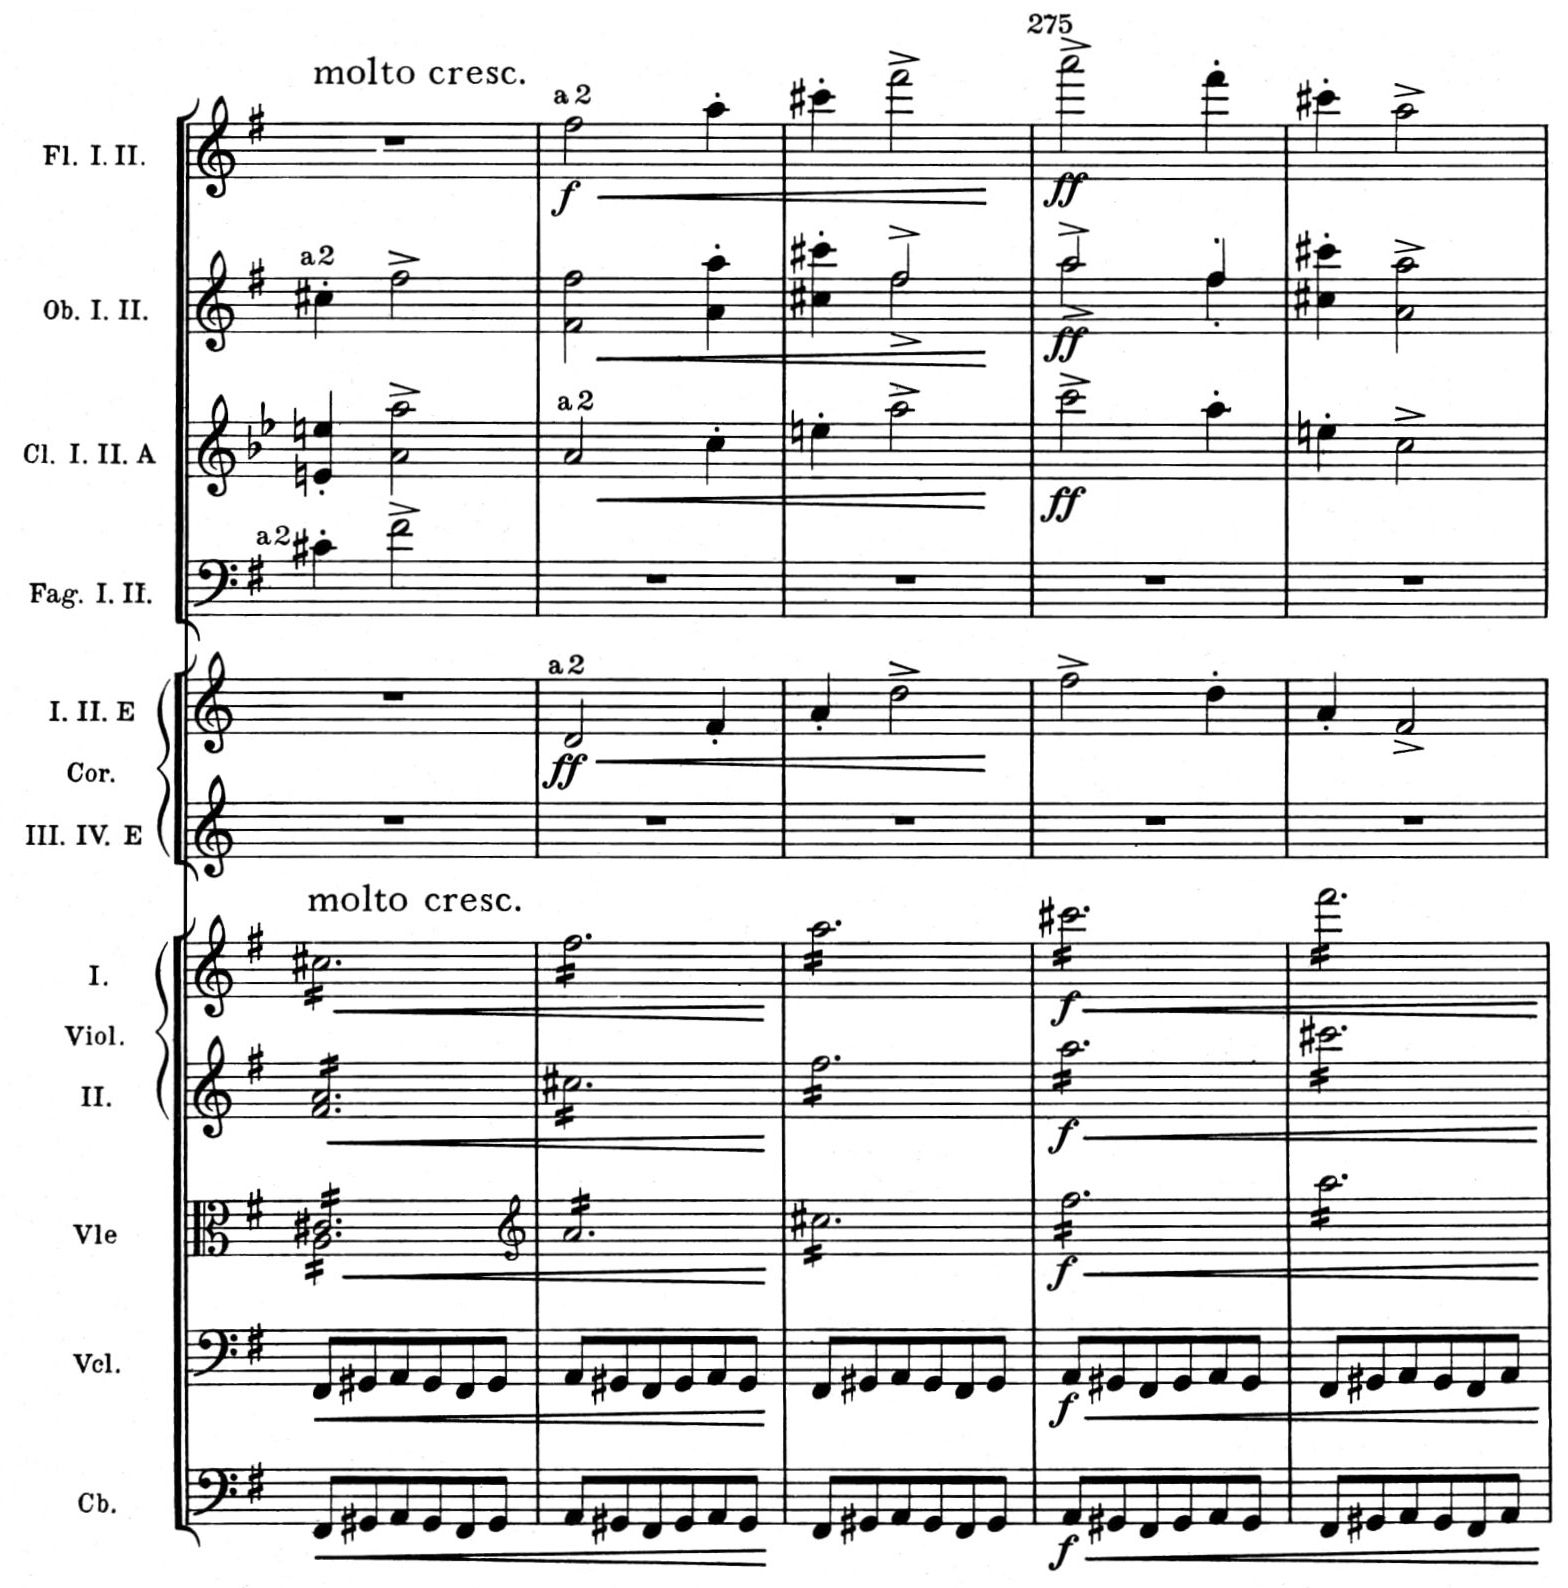 275
molto cresc.
a 2
Fl. I. II.
f
ff
a 2
Ob. I. II.
ff
a 2
Cl. I. II. A
ff
a 2
Fag. I. II.
a 2
I. II. E
ff
Cor.
III. IV. E
molto cresc.
I.
f
Viol.
II.
f
Vle
f
Vcl.
f
Cb.
f